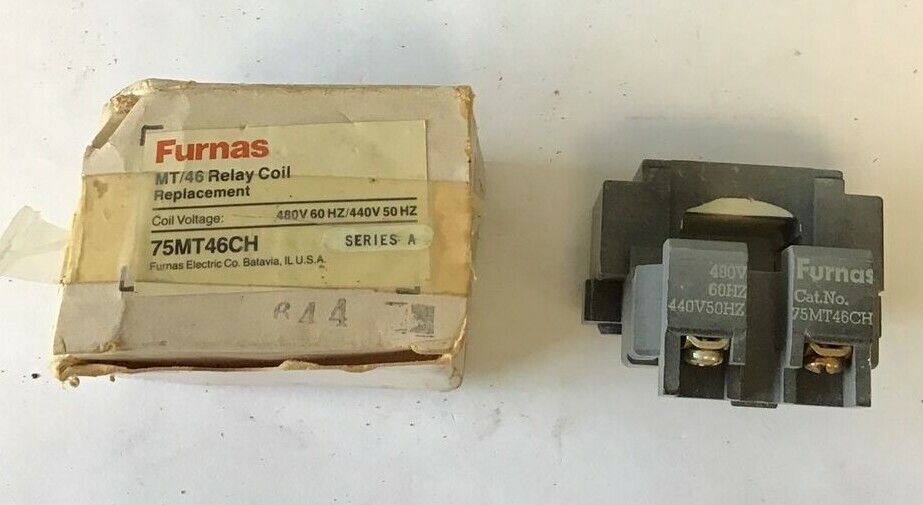 Furnas
MT/46 Relay Coil
Replacement
Coil Voltage: 480V 60 HZ/440V 50 HZ
75MT46CH SERIES A
Furnas Electric Co. Batavia, IL U.S.A.
844
480V
60HZ
440V50HZ
Furnas
Cat.No.
75MT46CH